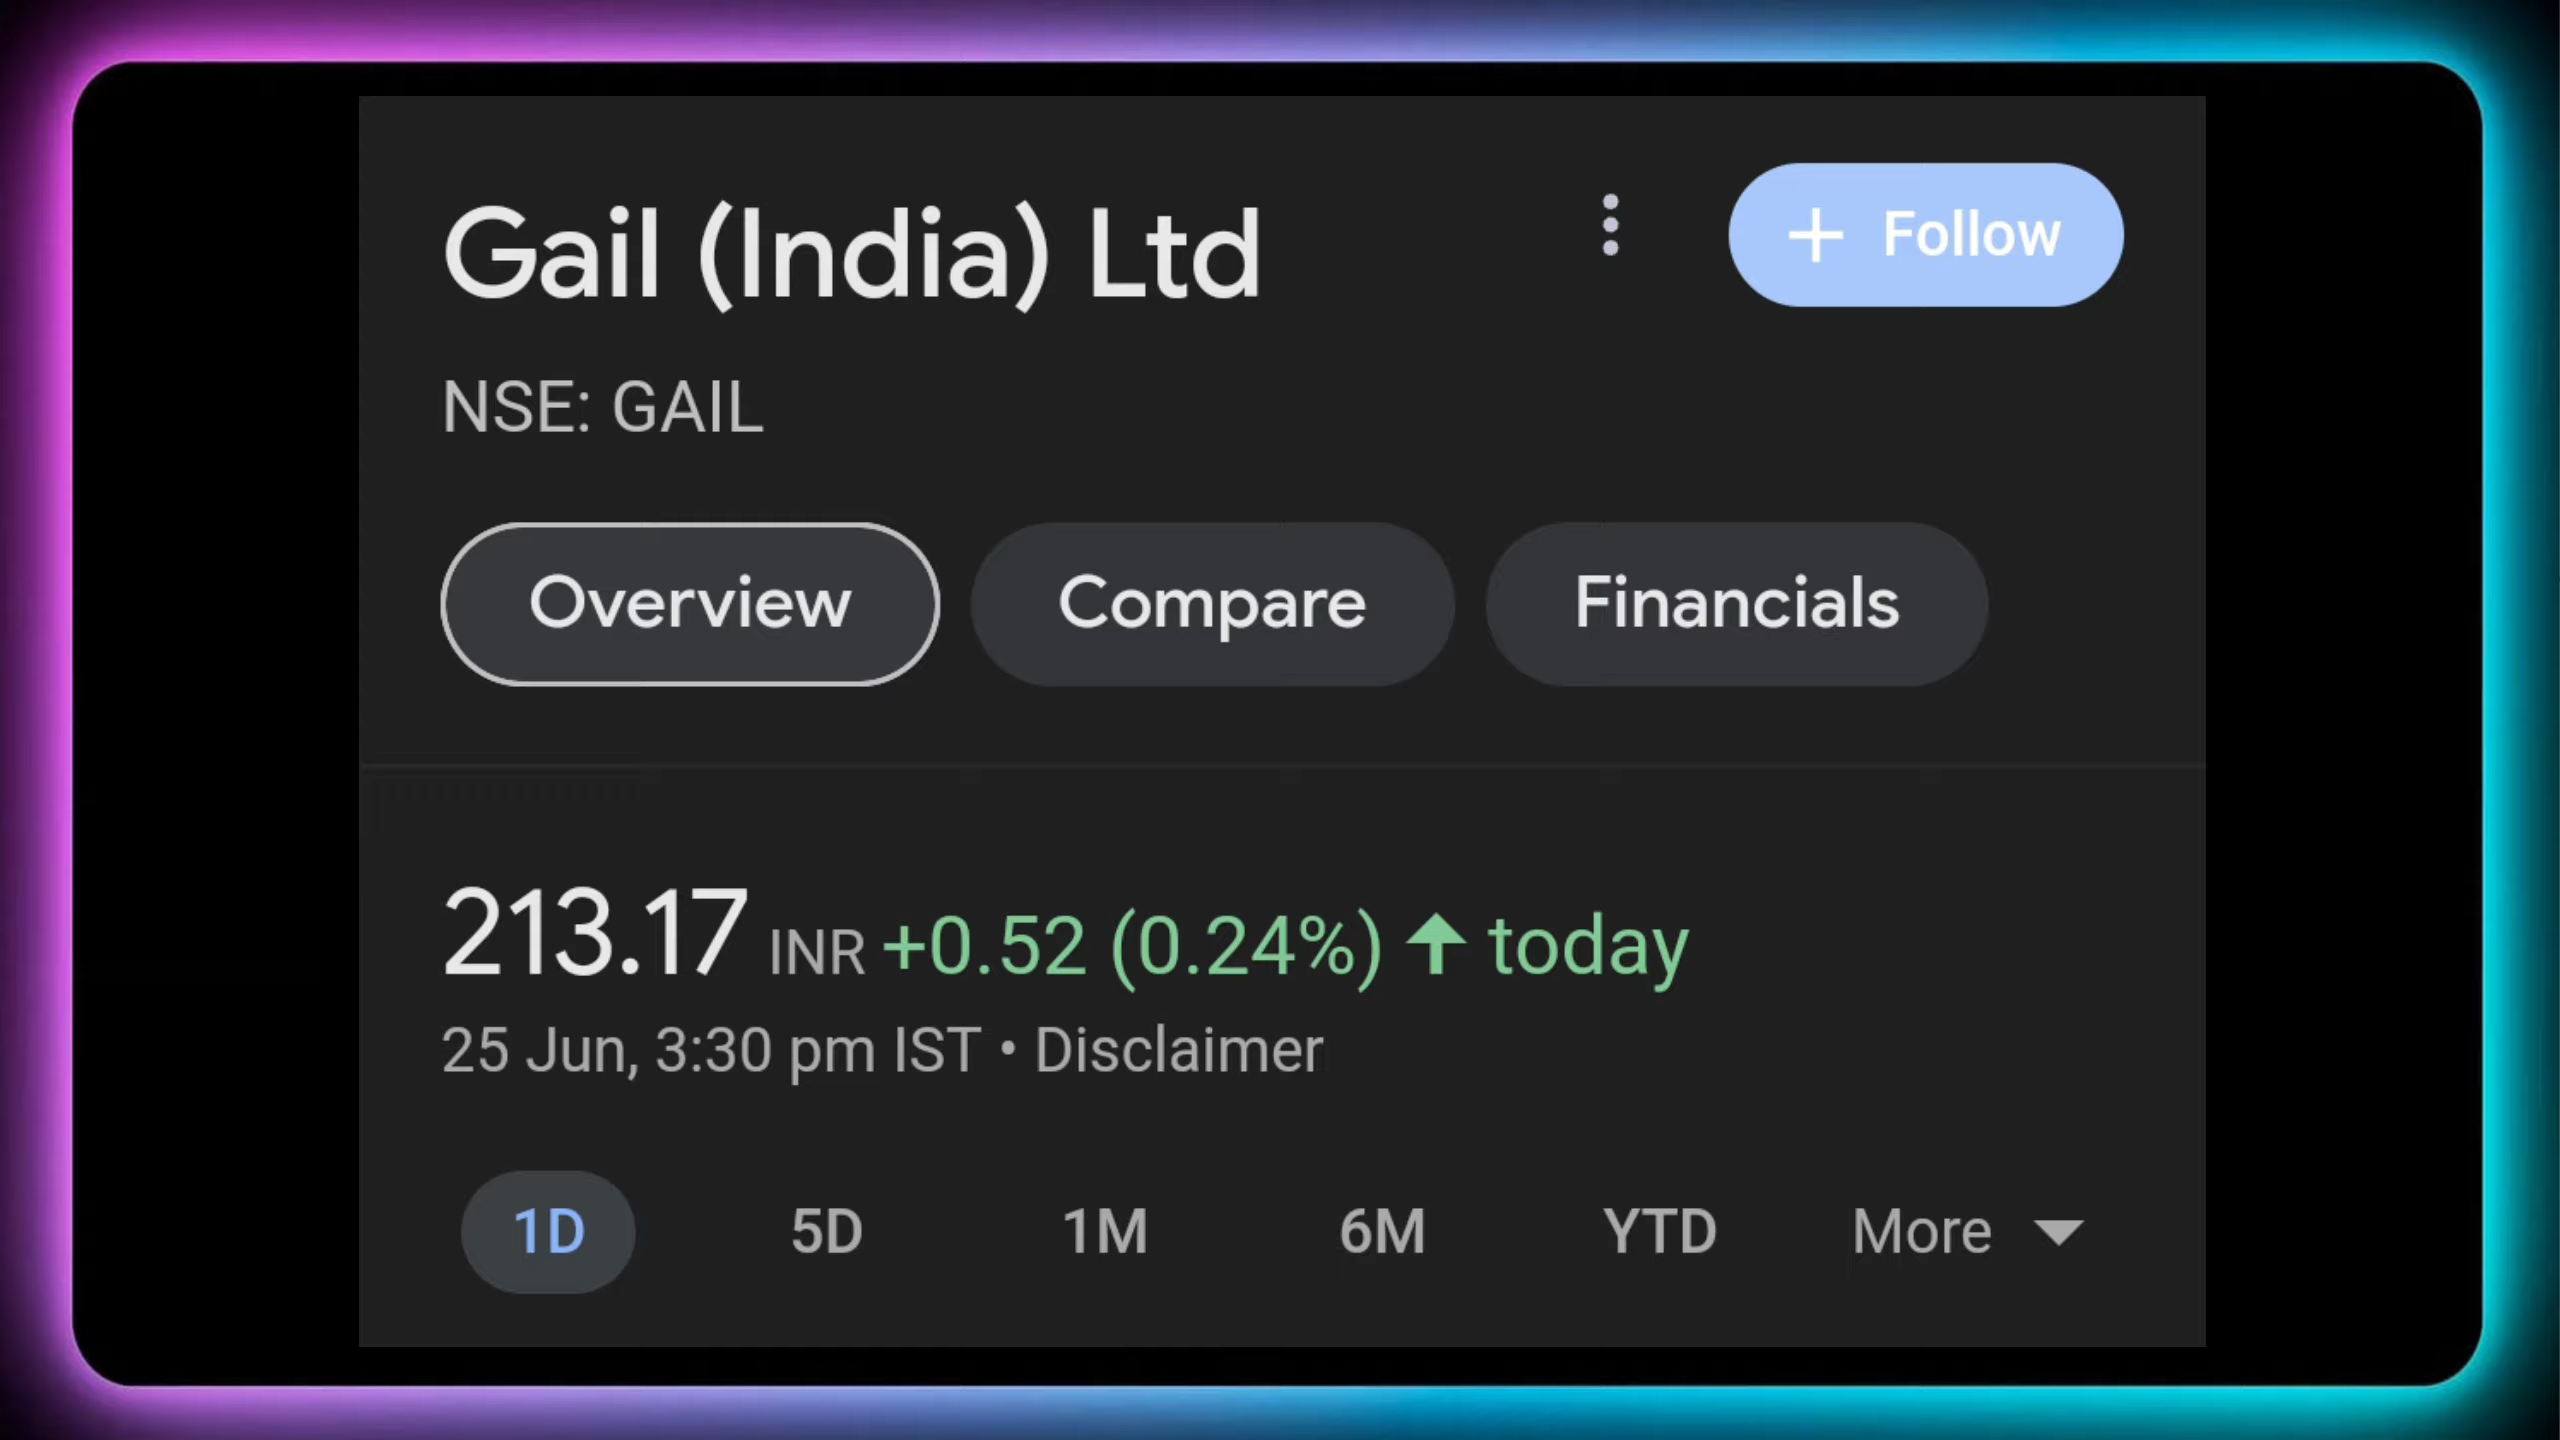 Gail (India) Ltd
+ Follow
NSE: GAIL
Overview Compare Financials
213.17 INR +0.52 (0.24%) ↑ today
25 Jun, 3:30 pm IST • Disclaimer
1D 5D 1M 6M YTD More